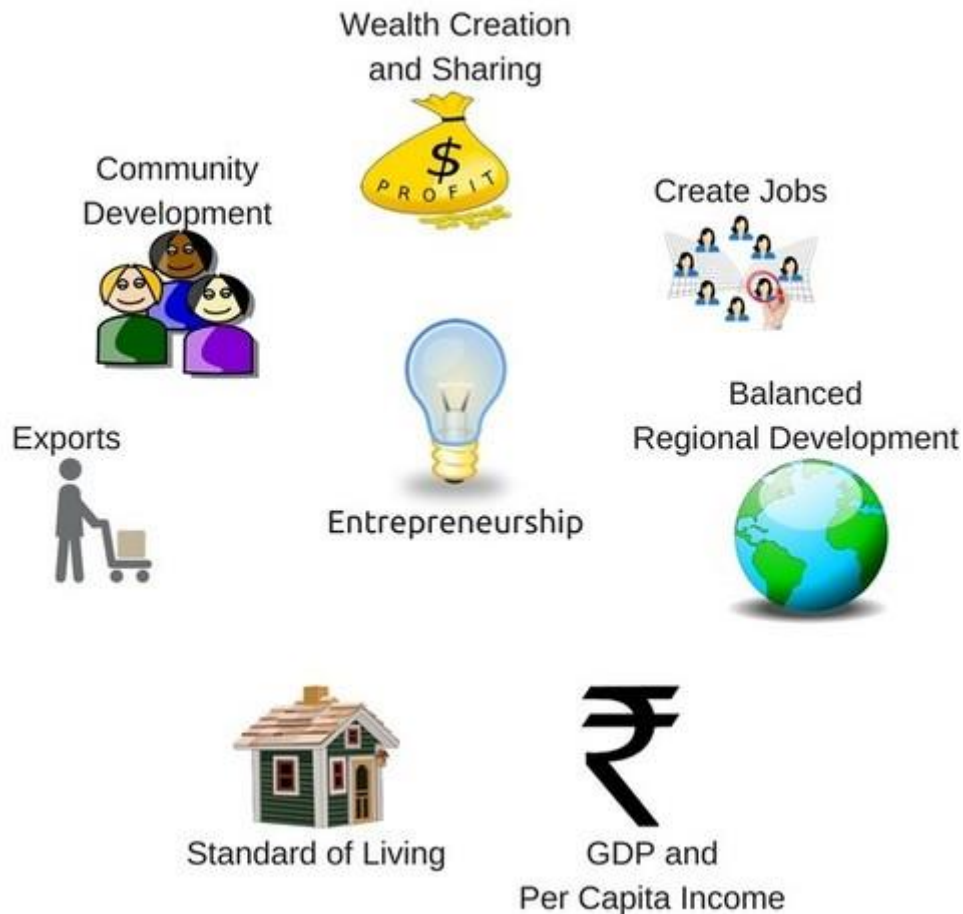 Wealth Creation
and Sharing
$
PROFIT
Community
Development
Create Jobs
Balanced
Regional Development
Exports
Entrepreneurship
₹
Standard of Living
GDP and
Per Capita Income